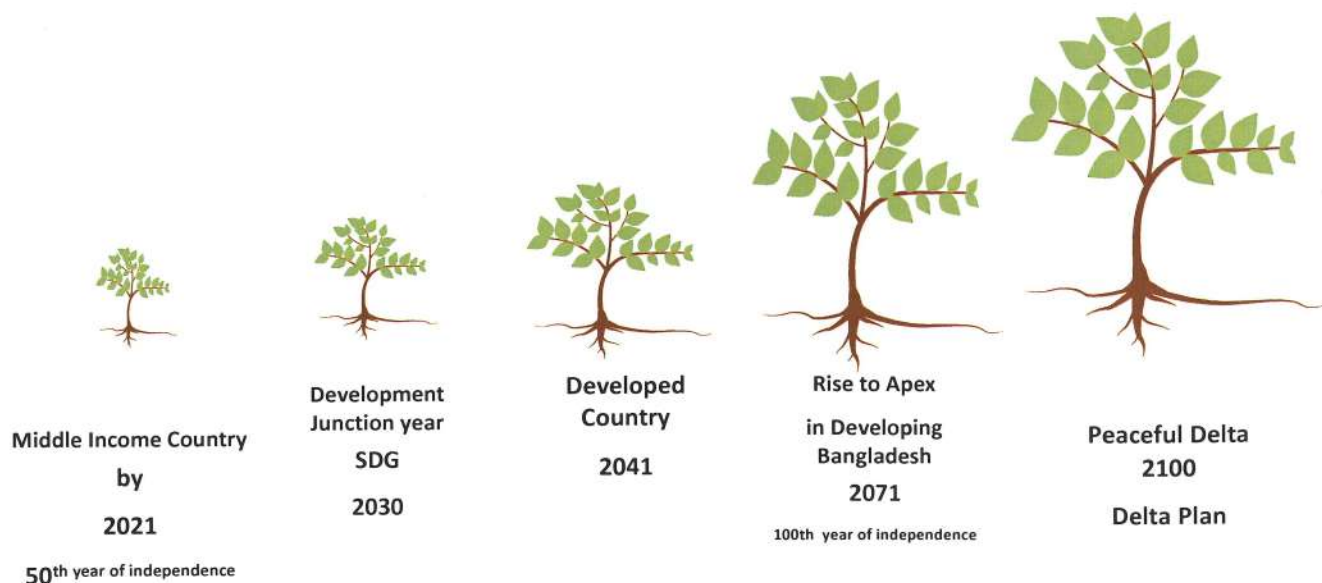 Middle Income Country
by
2021
50th year of independence
Development
Junction year
SDG
2030
Developed
Country
2041
Rise to Apex
in Developing
Bangladesh
2071
100th year of independence
Peaceful Delta
2100
Delta Plan